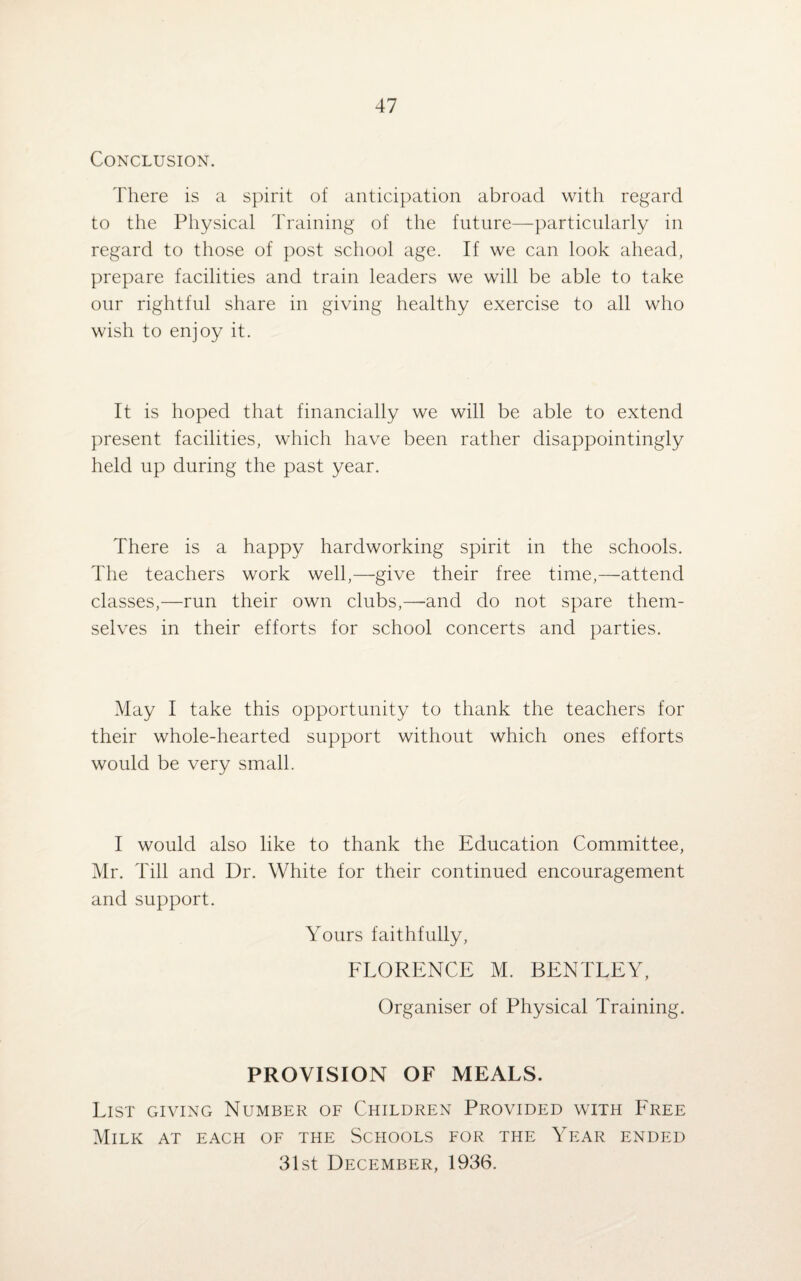 47
CONCLUSION.
There is a spirit of anticipation abroad with regard
to the Physical Training of the future—particularly in
regard to those of post school age. If we can look ahead,
prepare facilities and train leaders we will be able to take
our rightful share in giving healthy exercise to all who
wish to enjoy it.
It is hoped that financially we will be able to extend
present facilities, which have been rather disappointingly
held up during the past year.
There is a happy hardworking spirit in the schools.
The teachers work well,—give their free time,—attend
classes,—run their own clubs,—and do not spare them-
selves in their efforts for school concerts and parties.
May I take this opportunity to thank the teachers for
their whole-hearted support without which ones efforts
would be very small.
I would also like to thank the Education Committee,
Mr. Till and Dr. White for their continued encouragement
and support.
Yours faithfully,
FLORENCE M. BENTLEY,
Organiser of Physical Training.
PROVISION OF MEALS.
LIST GIVING NUMBER OF CHILDREN PROVIDED WITH FREE
MILK AT EACH OF THE SCHOOLS FOR THE YEAR ENDED
31st DECEMBER, 1936.